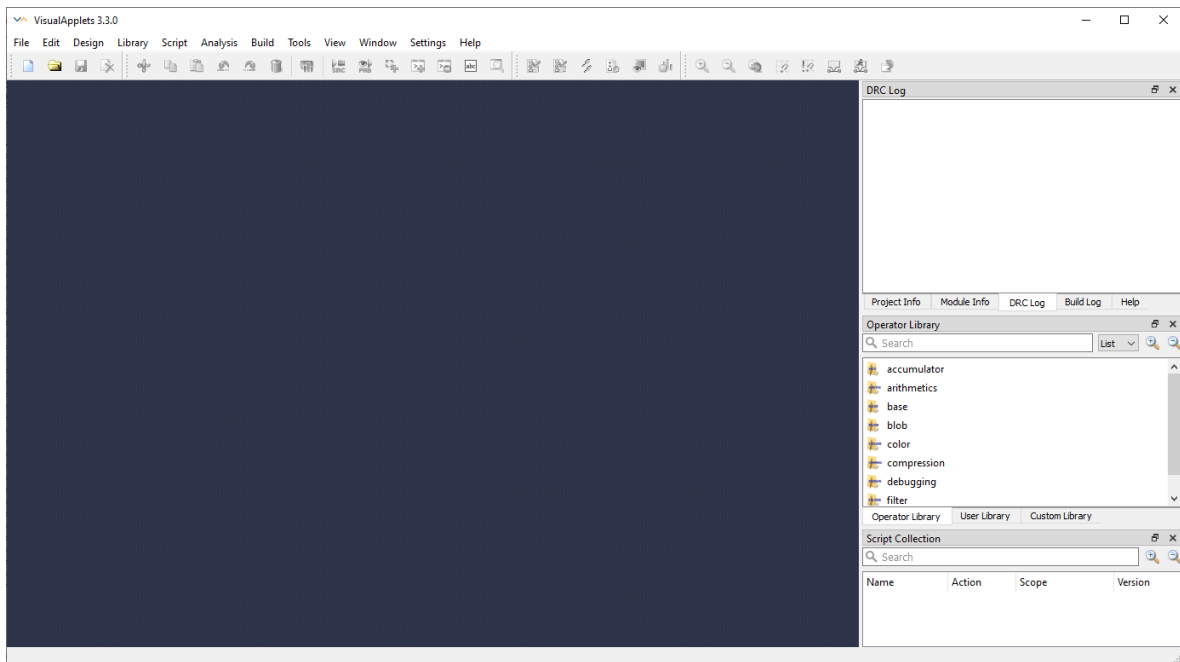 VisualApplets 3.3.0
File Edit Design Library Script Analysis Build Tools View Window Settings Help
DRC Log
Project Info Module Info DRC Log Build Log Help
Operator Library
Search List
accumulator
arithmetics
base
blob
color
compression
debugging
filter
Operator Library User Library Custom Library
Script Collection
Search
Name Action Scope Version